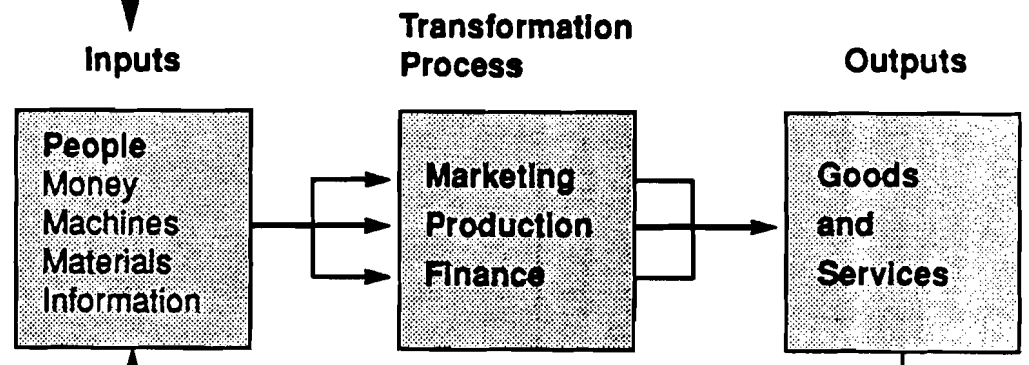 Inputs
People
Money
Machines
Materials
Information
Transformation
Process
Marketing
Production
Finance
Outputs
Goods
and
Services